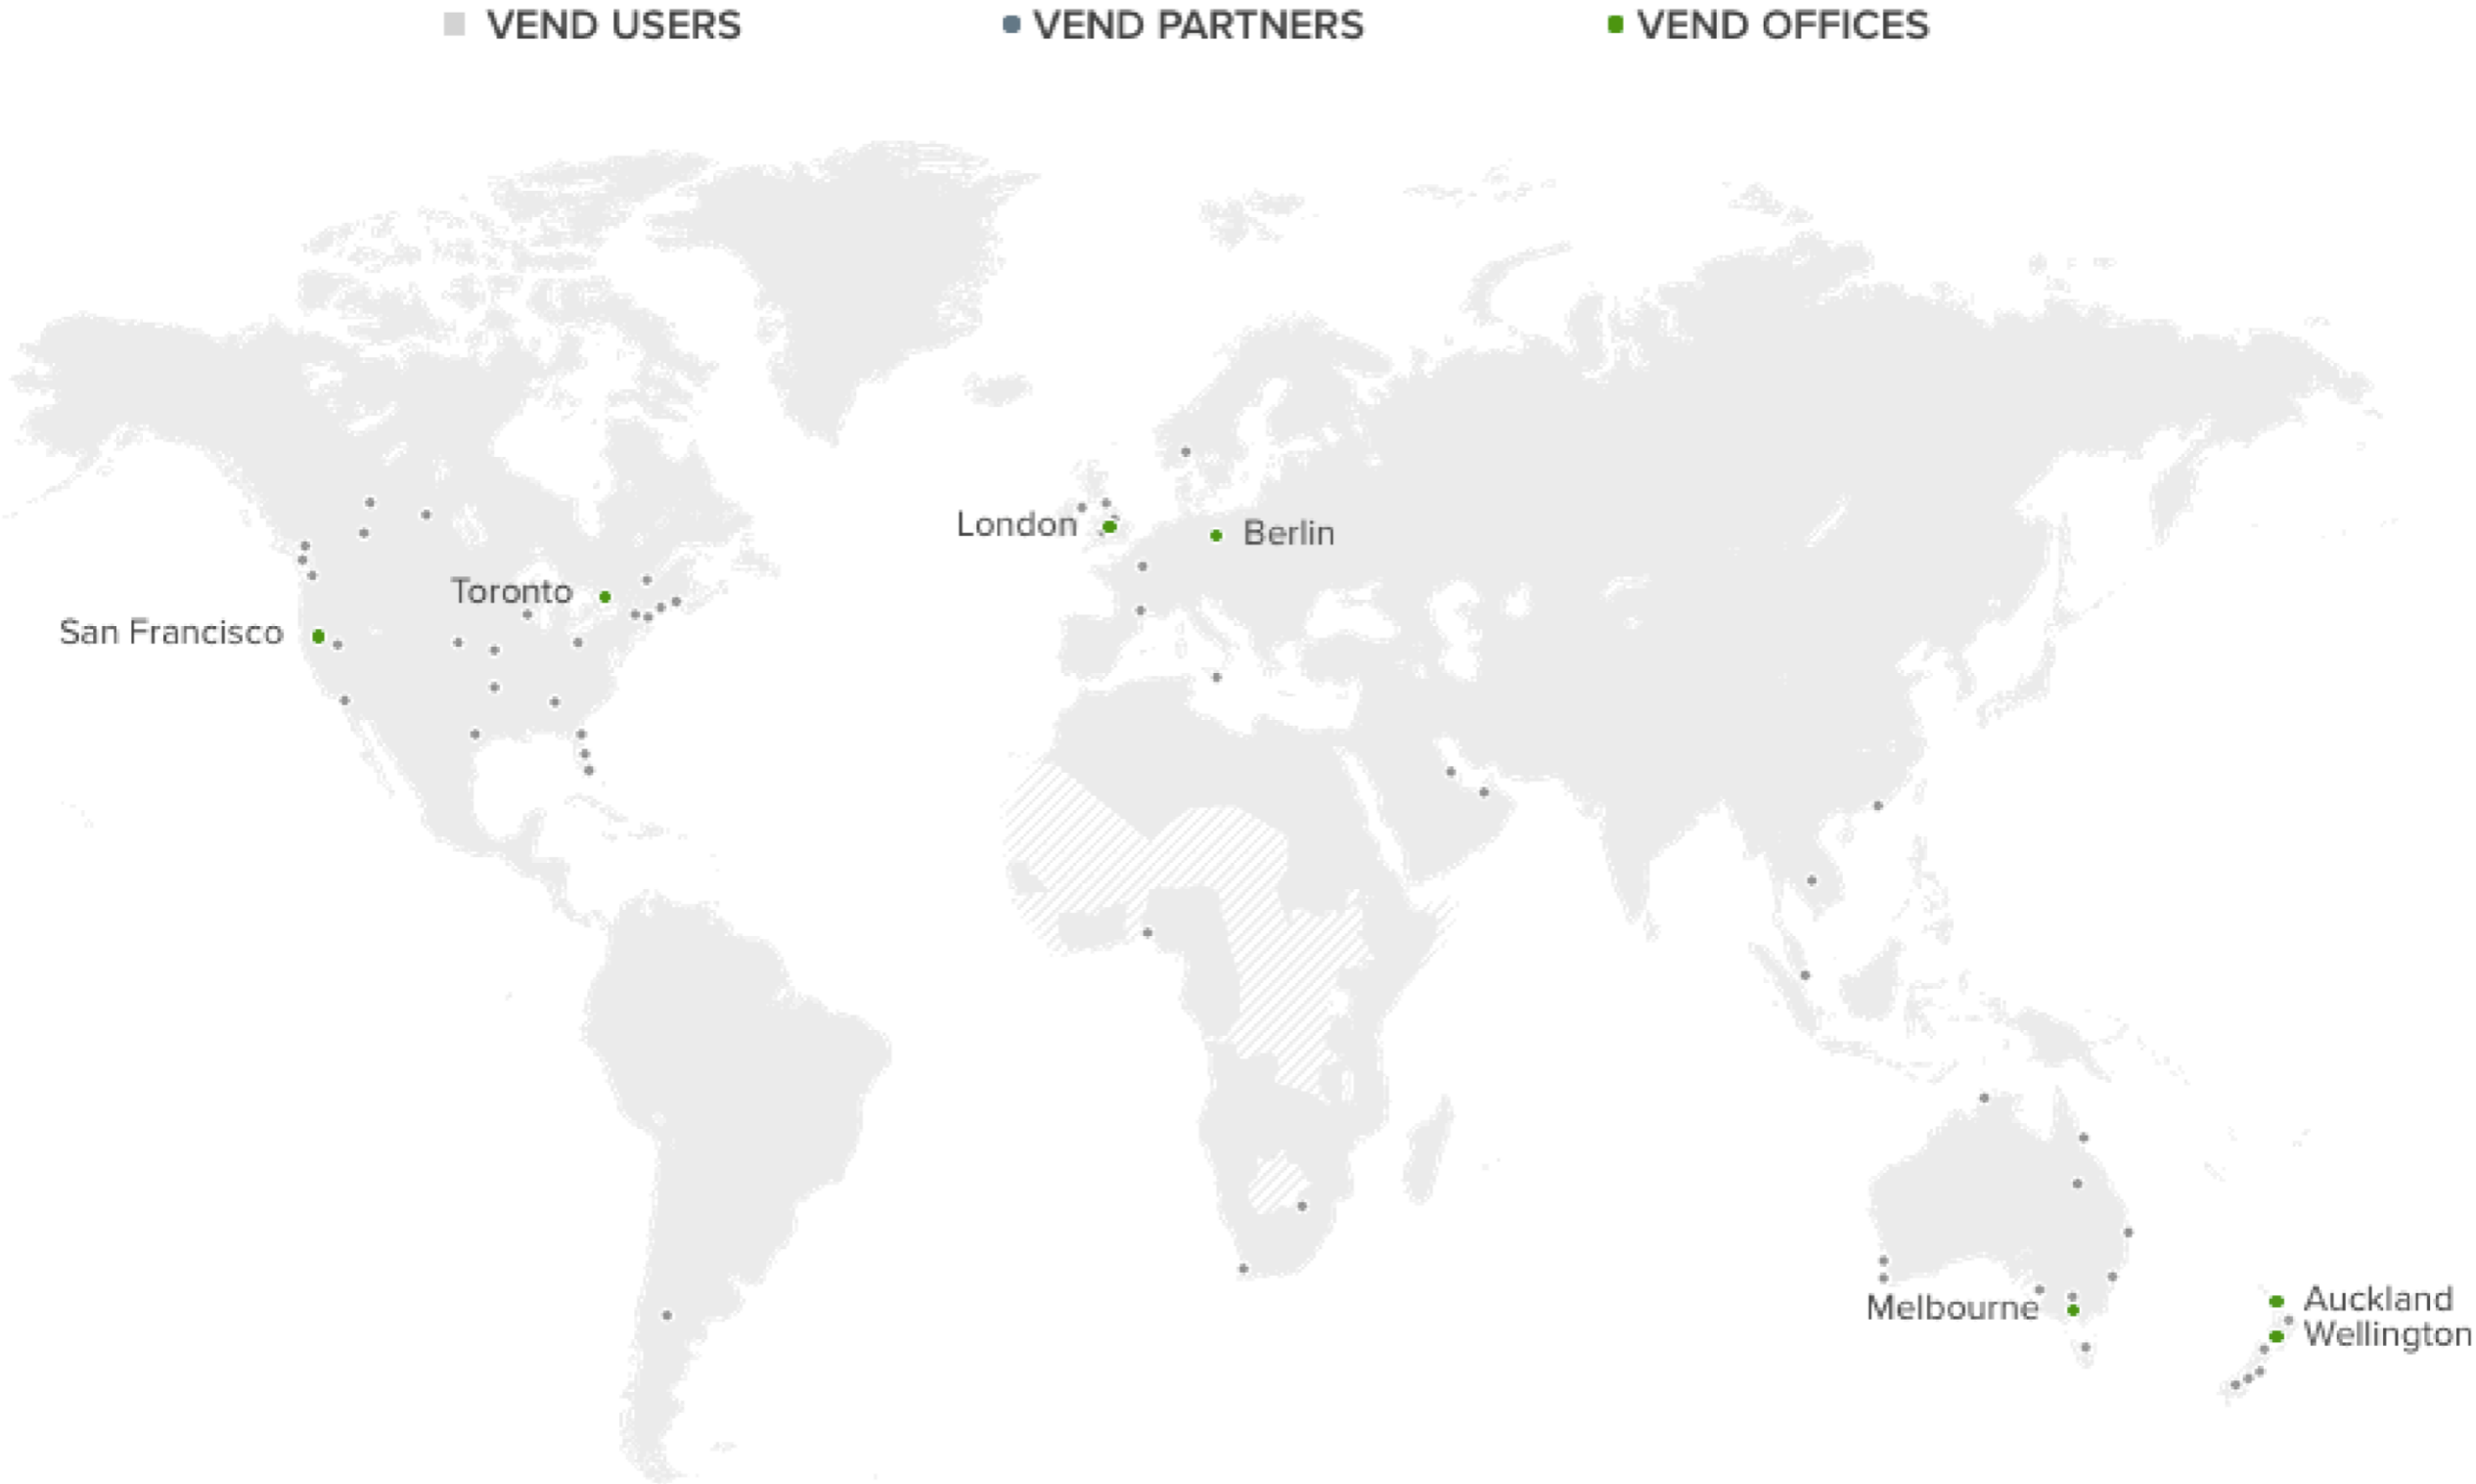 VEND USERS
VEND PARTNERS
VEND OFFICES
London
Berlin
Toronto
San Francisco
Melbourne
Auckland
Wellington